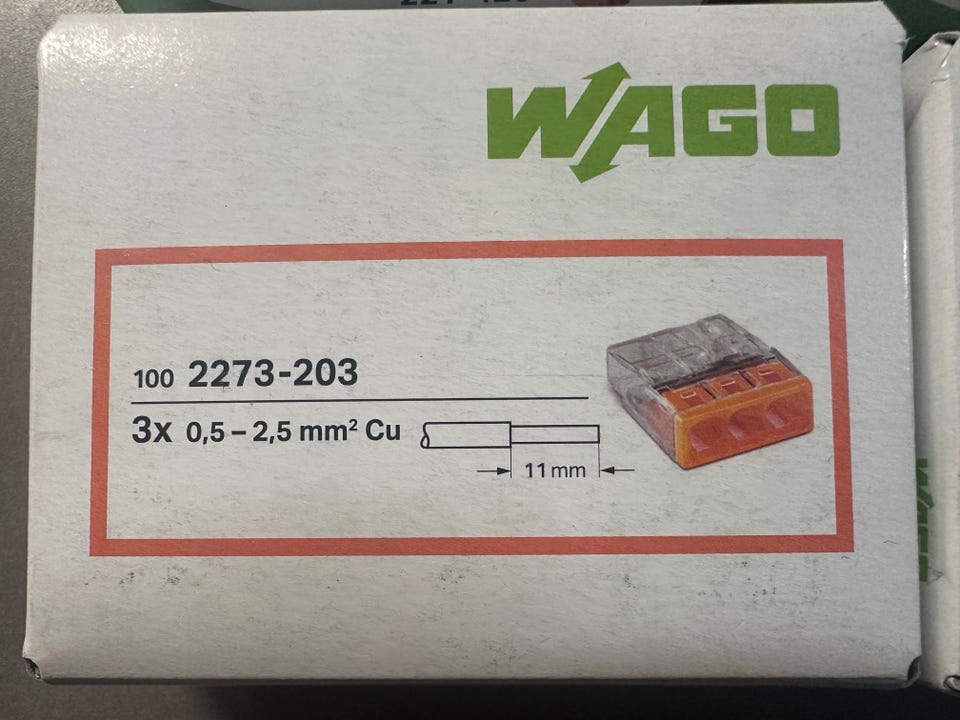 WAGO
100 2273-203
3x 0,5 – 2,5 mm² Cu
11 mm